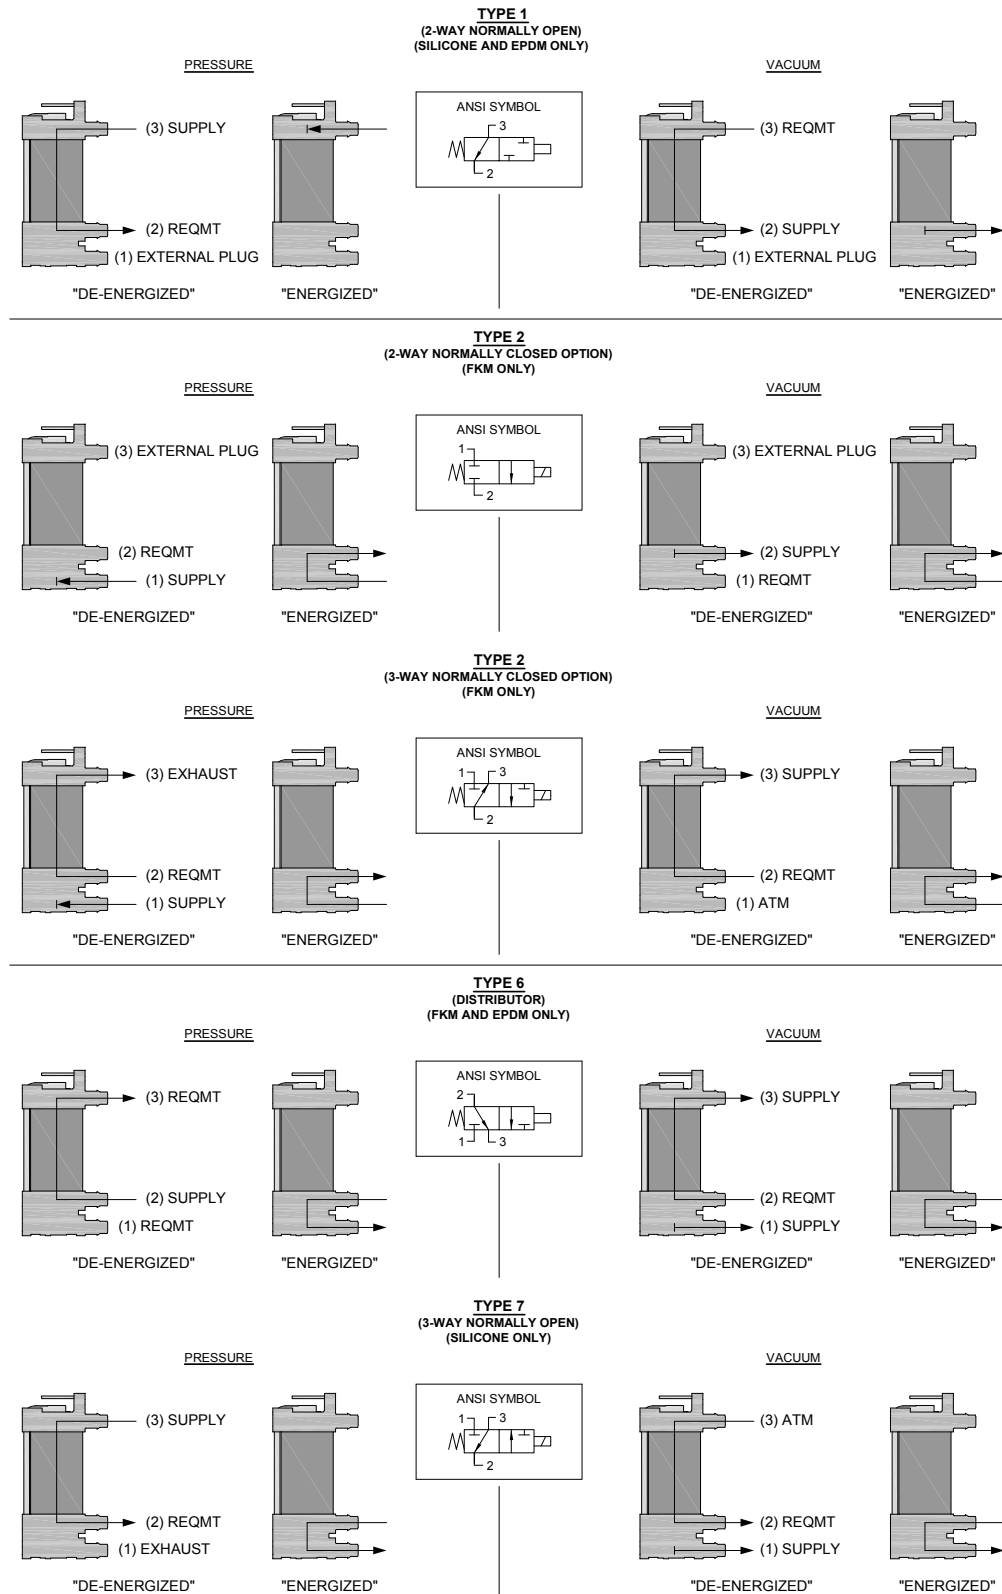 TYPE 1
(2-WAY NORMALLY OPEN)
(SILICONE AND EPDM ONLY)
PRESSURE
VACUUM
ANSI SYMBOL
3
2
(3) SUPPLY
(2) REQMT
(1) EXTERNAL PLUG
"DE-ENERGIZED"
"ENERGIZED"
(3) REQMT
(2) SUPPLY
(1) EXTERNAL PLUG
"DE-ENERGIZED"
"ENERGIZED"
TYPE 2
(2-WAY NORMALLY CLOSED OPTION)
(FKM ONLY)
PRESSURE
VACUUM
ANSI SYMBOL
1
2
(3) EXTERNAL PLUG
(2) REQMT
(1) SUPPLY
"DE-ENERGIZED"
"ENERGIZED"
(3) EXTERNAL PLUG
(2) SUPPLY
(1) REQMT
"DE-ENERGIZED"
"ENERGIZED"
TYPE 2
(3-WAY NORMALLY CLOSED OPTION)
(FKM ONLY)
PRESSURE
VACUUM
ANSI SYMBOL
1 3
2
(3) EXHAUST
(2) REQMT
(1) SUPPLY
"DE-ENERGIZED"
"ENERGIZED"
(3) SUPPLY
(2) REQMT
(1) ATM
"DE-ENERGIZED"
"ENERGIZED"
TYPE 6
(DISTRIBUTOR)
(FKM AND EPDM ONLY)
PRESSURE
VACUUM
ANSI SYMBOL
2
1 3
(3) REQMT
(2) SUPPLY
(1) REQMT
"DE-ENERGIZED"
"ENERGIZED"
(3) SUPPLY
(2) REQMT
(1) SUPPLY
"DE-ENERGIZED"
"ENERGIZED"
TYPE 7
(3-WAY NORMALLY OPEN)
(SILICONE ONLY)
PRESSURE
VACUUM
ANSI SYMBOL
1 3
2
(3) SUPPLY
(2) REQMT
(1) EXHAUST
"DE-ENERGIZED"
"ENERGIZED"
(3) ATM
(2) REQMT
(1) SUPPLY
"DE-ENERGIZED"
"ENERGIZED"